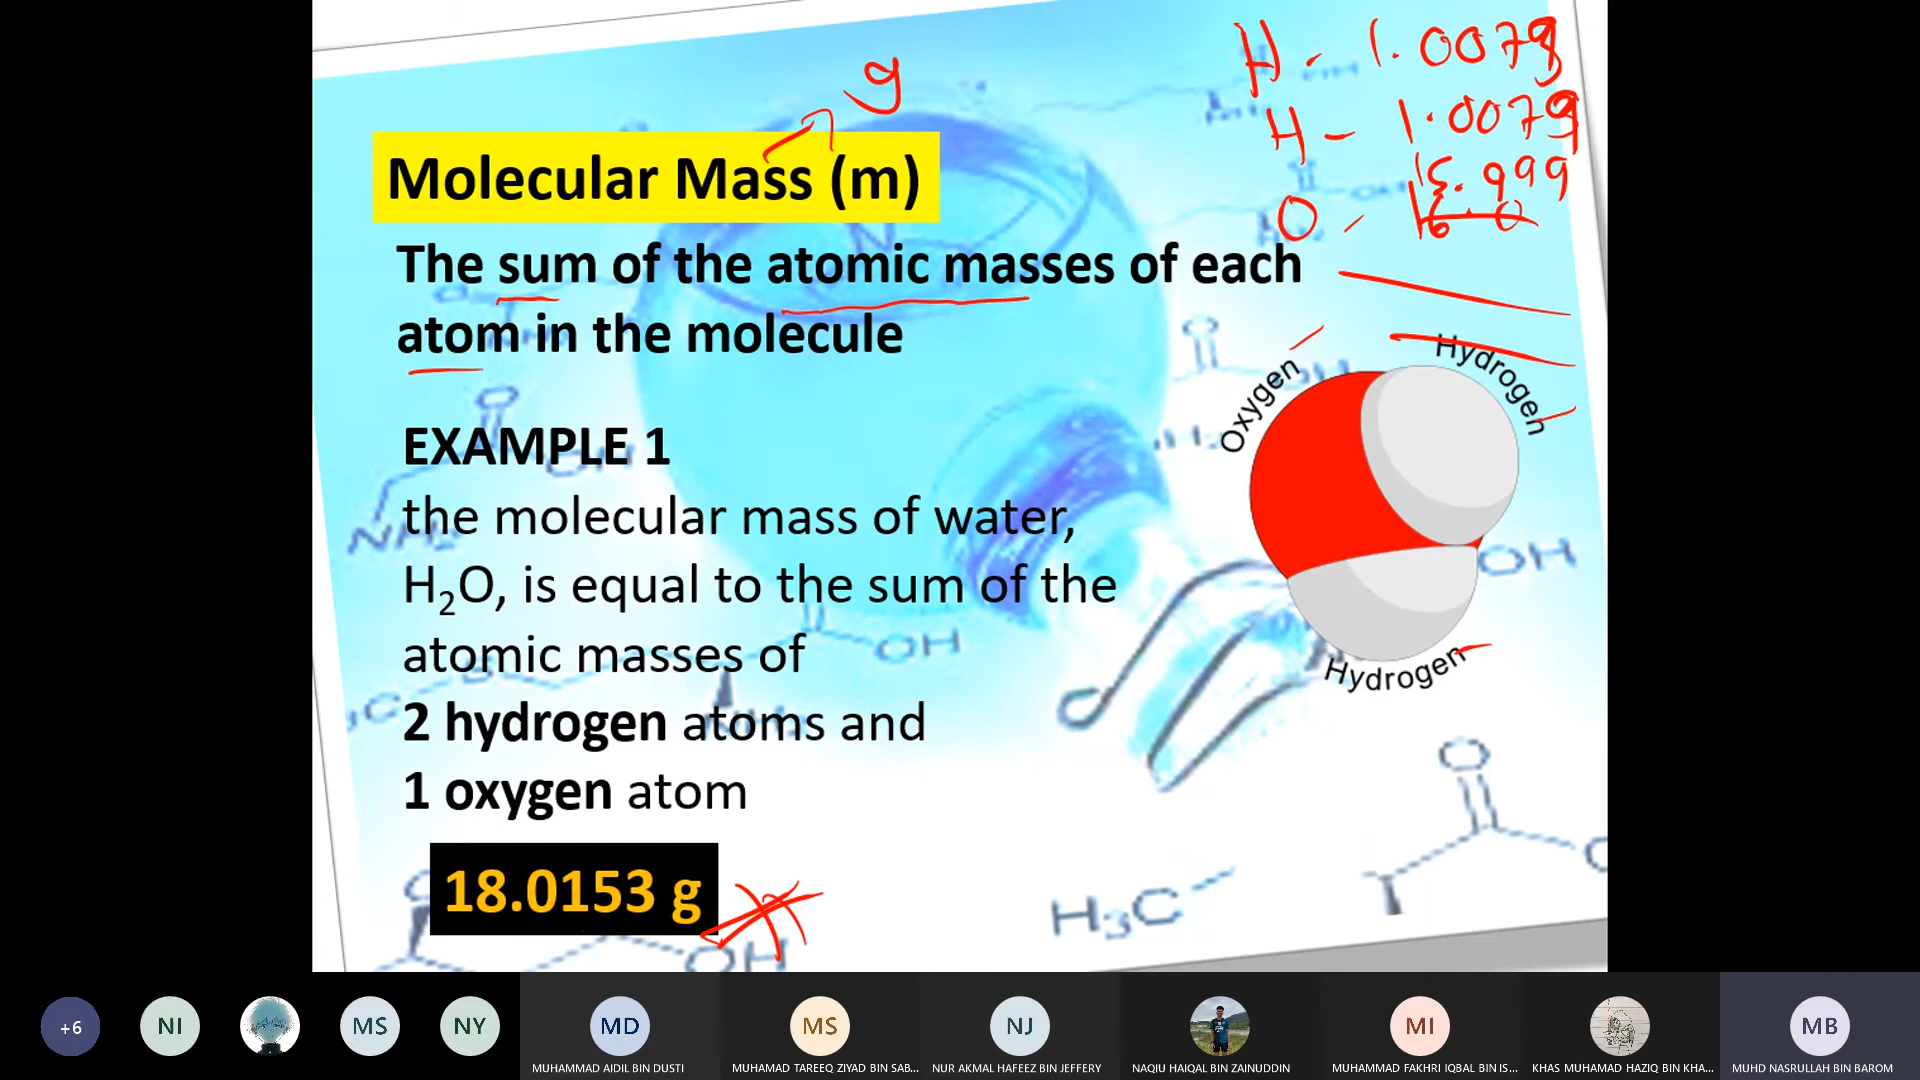 H - 1.0079
g
H - 1.0079
15.999
O - 16.0
Molecular Mass (m)
The sum of the atomic masses of each
atom in the molecule
Oxygen
Hydrogen
EXAMPLE 1
the molecular mass of water,
H₂O, is equal to the sum of the
atomic masses of
2 hydrogen atoms and
1 oxygen atom
Hydrogen
18.0153 g
NH₂
OH
OH
OH
O
H₃C
+6
NI
MS
NY
MD
MS
NJ
MI
MB
MUHAMMAD AIDIL BIN DUSTI
MUHAMAD TAREEQ ZIYAD BIN SAB...
NUR AKMAL HAFEEZ BIN JEFFERY
NAQIU HAIQAL BIN ZAINUDDIN
MUHAMMAD FAKHRI IQBAL BIN IS...
KHAS MUHAMAD HAZIQ BIN KHA...
MUHD NASRULLAH BIN BAROM